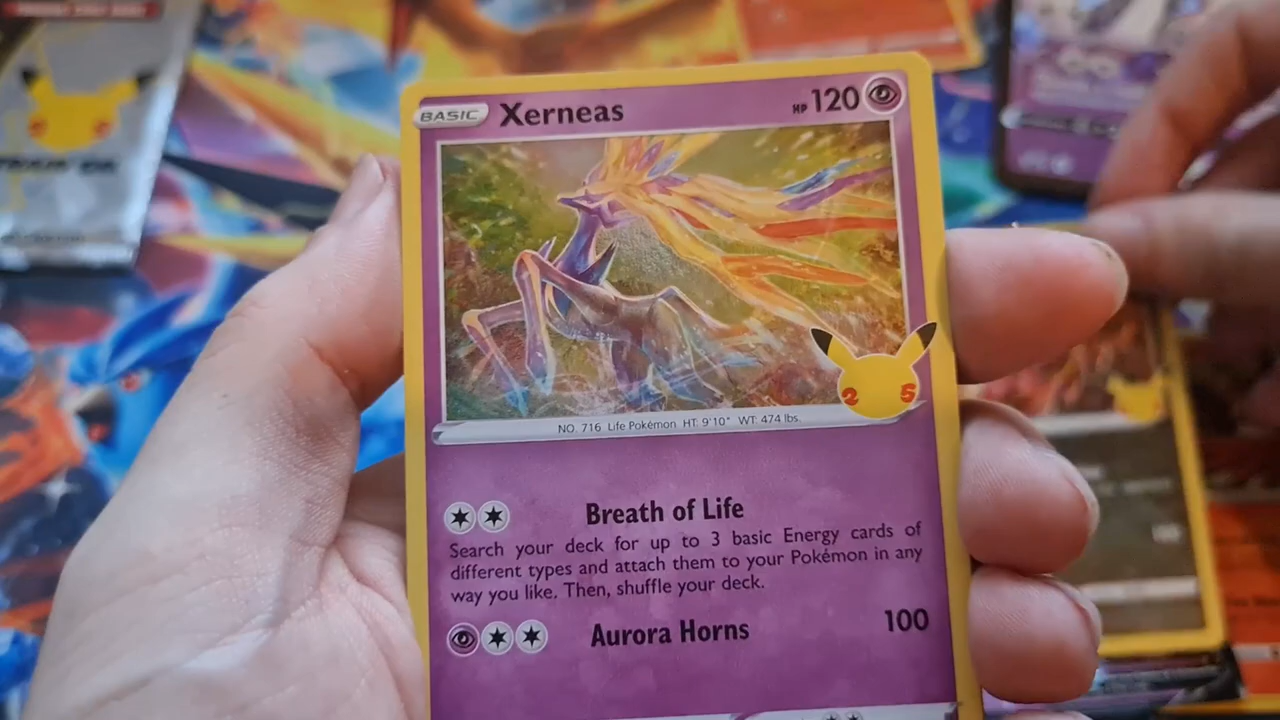 BASIC Xerneas HP 120
2 5
NO. 716 Life Pokémon HT: 9'10" WT: 474 lbs.
Breath of Life
Search your deck for up to 3 basic Energy cards of
different types and attach them to your Pokémon in any
way you like. Then, shuffle your deck.
Aurora Horns 100